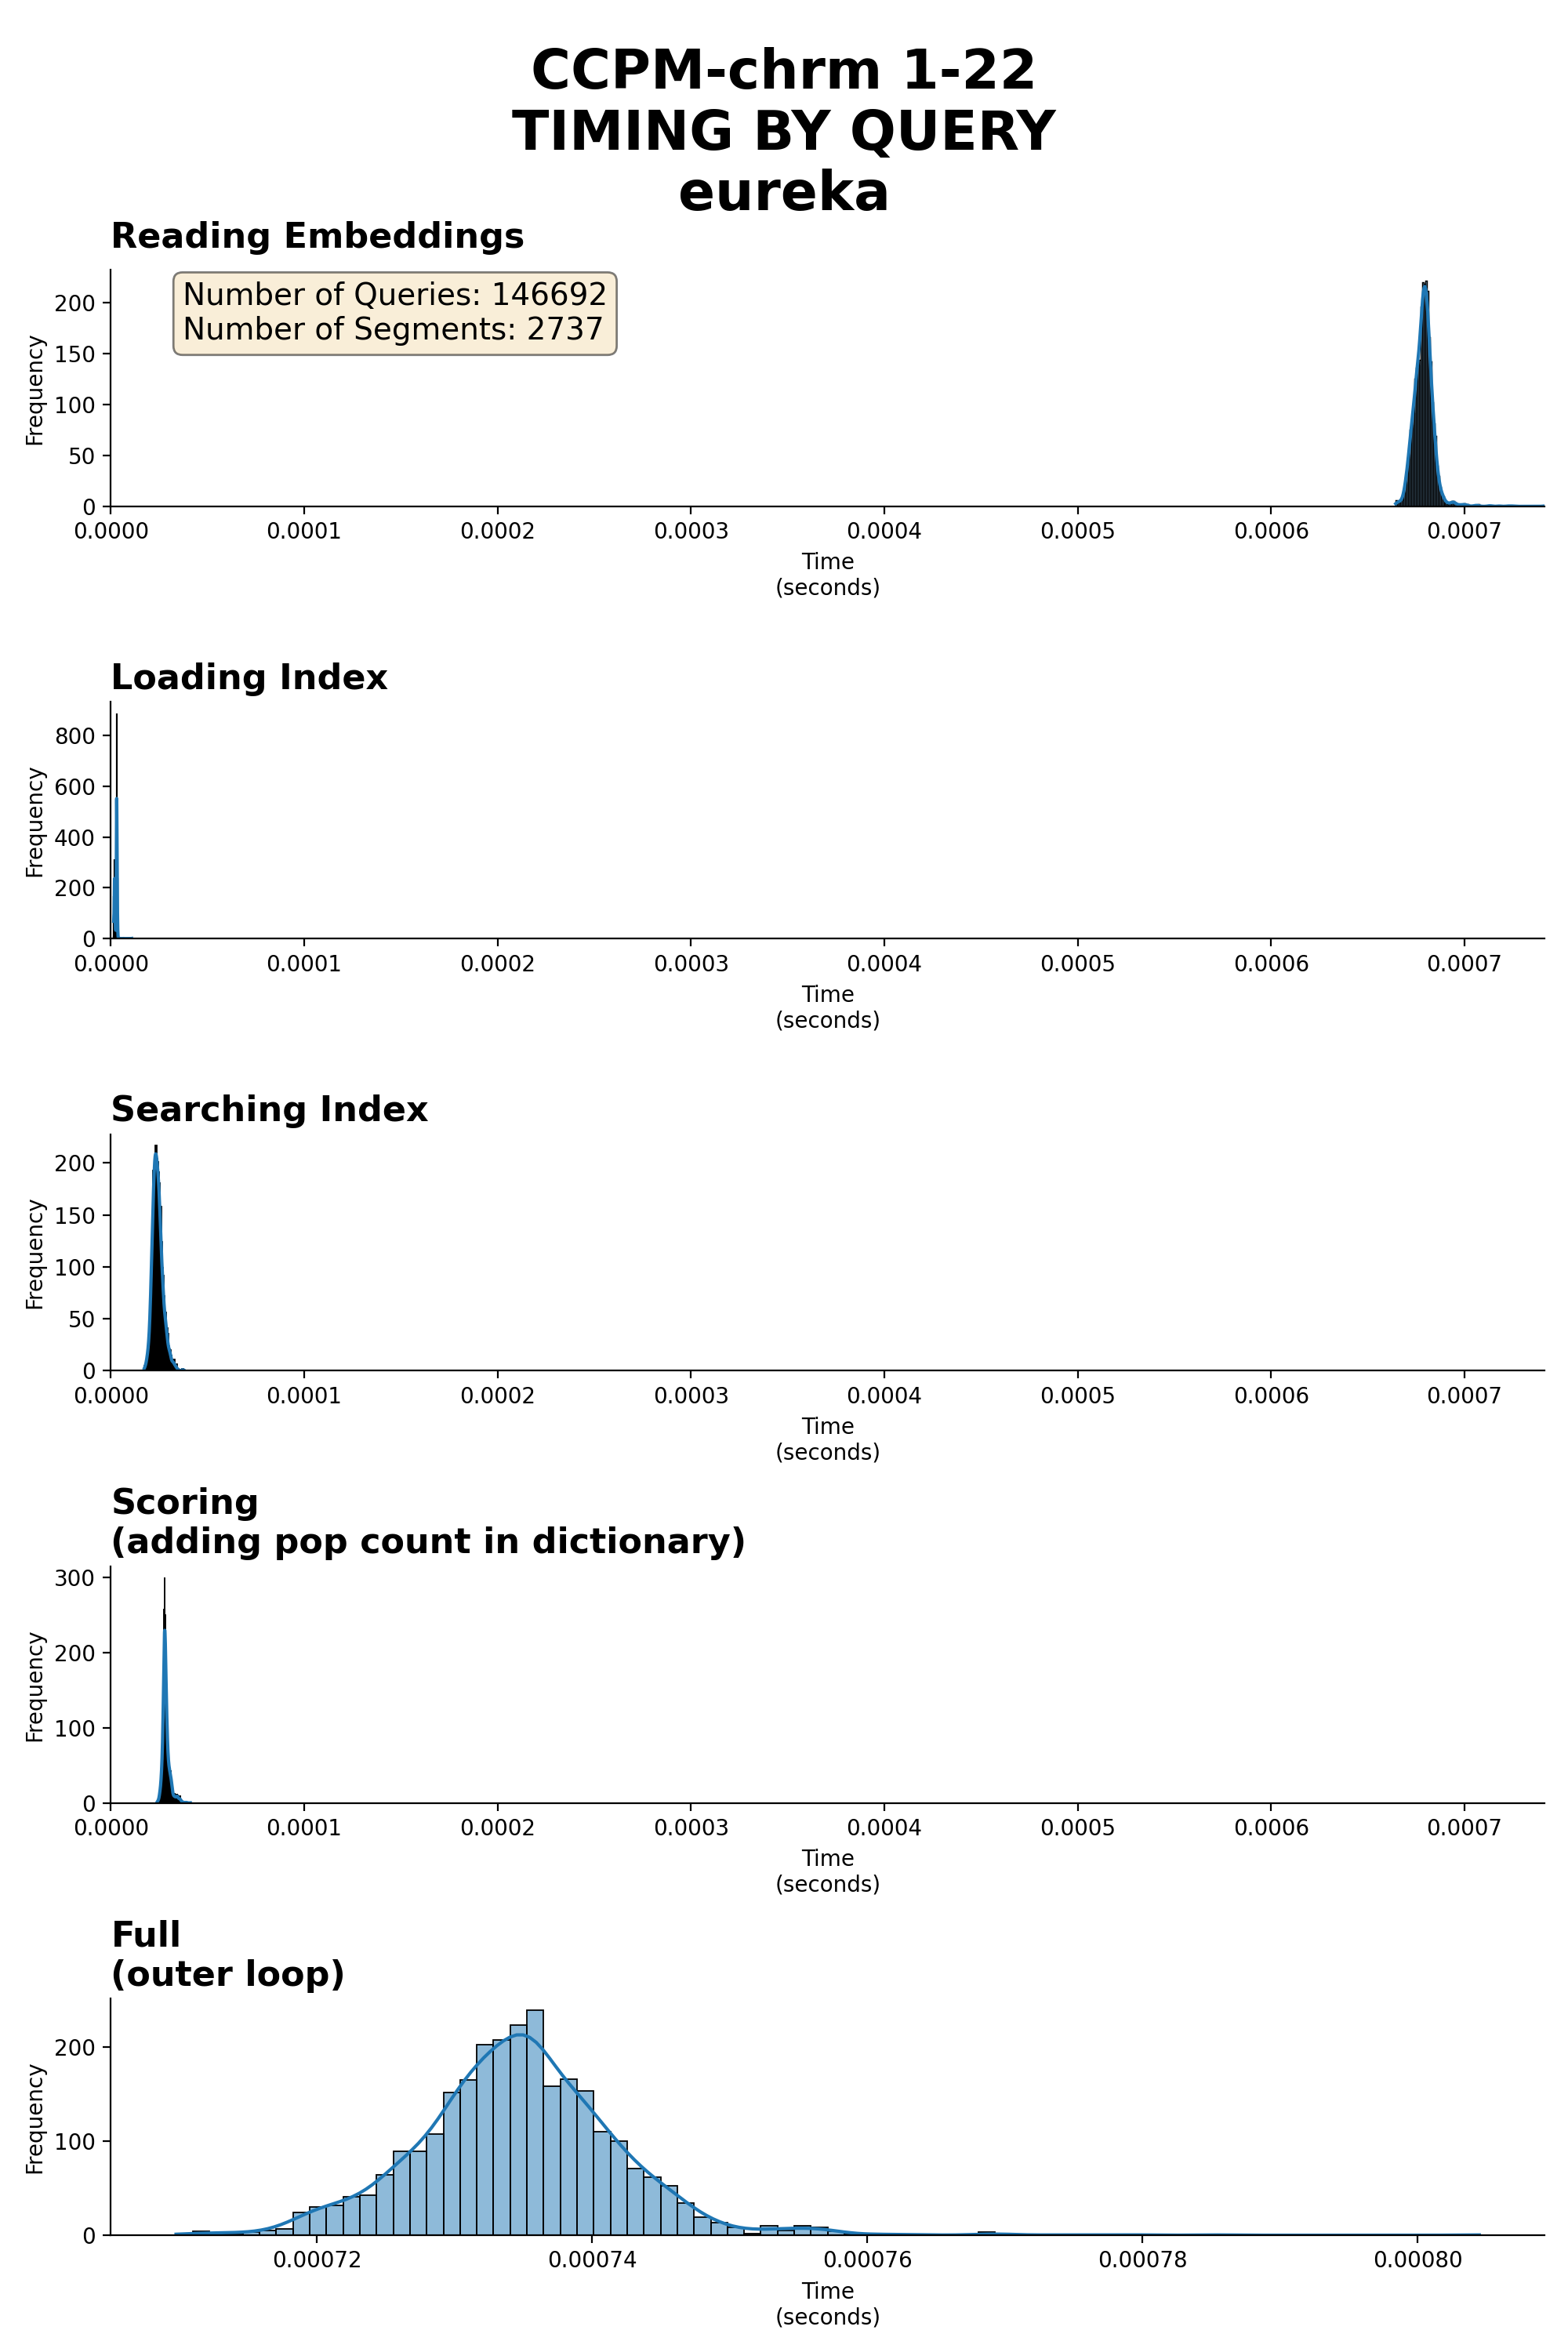 CCPM-chrm 1-22
TIMING BY QUERY
eureka
Reading Embeddings
Number of Queries: 146692
Number of Segments: 2737
Frequency
200
150
100
50
0
0.0000 0.0001 0.0002 0.0003 0.0004 0.0005 0.0006 0.0007
Time
(seconds)
Loading Index
Frequency
800
600
400
200
0
0.0000 0.0001 0.0002 0.0003 0.0004 0.0005 0.0006 0.0007
Time
(seconds)
Searching Index
Frequency
200
150
100
50
0
0.0000 0.0001 0.0002 0.0003 0.0004 0.0005 0.0006 0.0007
Time
(seconds)
Scoring
(adding pop count in dictionary)
Frequency
300
200
100
0
0.0000 0.0001 0.0002 0.0003 0.0004 0.0005 0.0006 0.0007
Time
(seconds)
Full
(outer loop)
Frequency
200
100
0
0.00072 0.00074 0.00076 0.00078 0.00080
Time
(seconds)